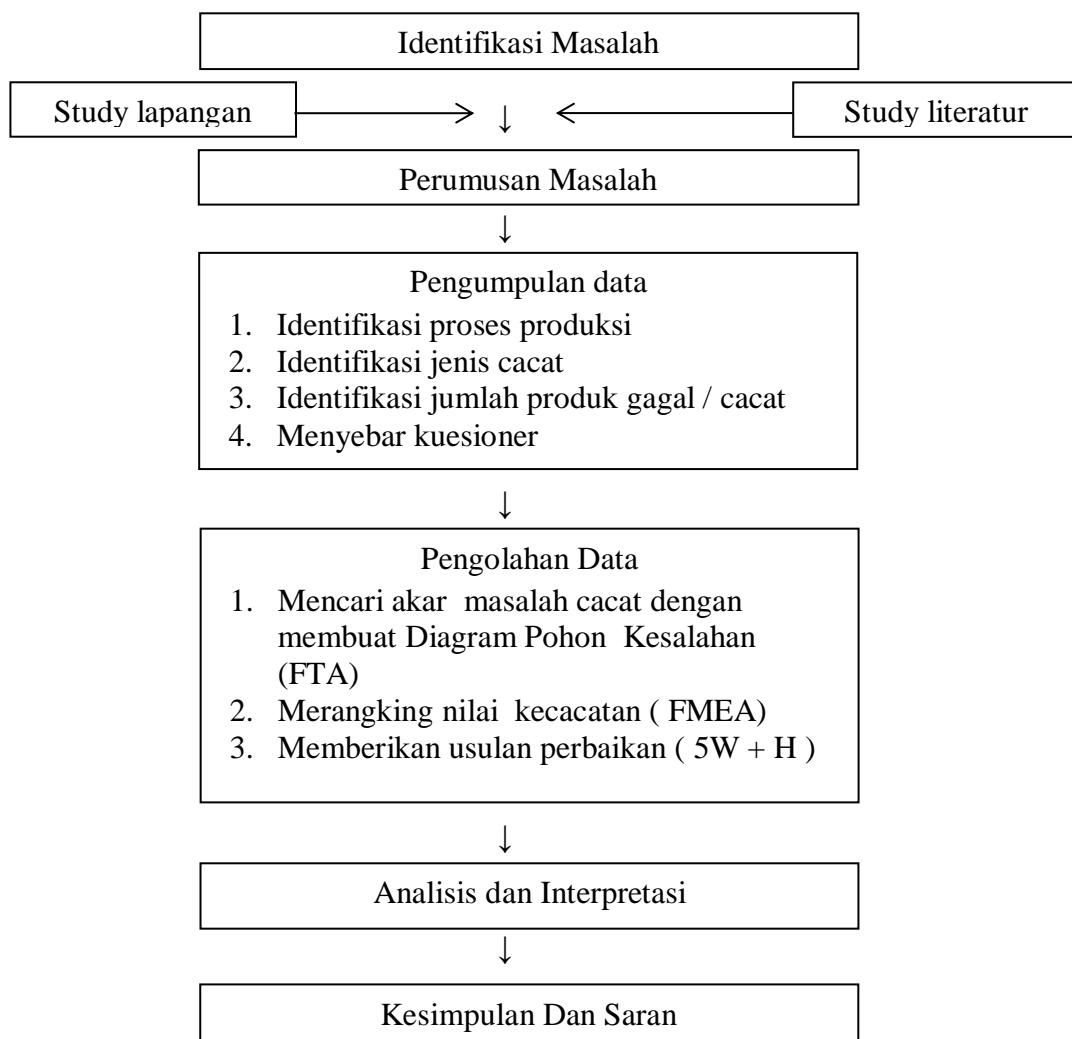 Identifikasi Masalah
Study lapangan
↓
Study literatur
Perumusan Masalah
↓
Pengumpulan data
1. Identifikasi proses produksi
2. Identifikasi jenis cacat
3. Identifikasi jumlah produk gagal / cacat
4. Menyebar kuesioner
↓
Pengolahan Data
1. Mencari akar masalah cacat dengan
membuat Diagram Pohon Kesalahan
(FTA)
2. Merangking nilai kecacatan ( FMEA)
3. Memberikan usulan perbaikan ( 5W + H )
↓
Analisis dan Interpretasi
↓
Kesimpulan Dan Saran